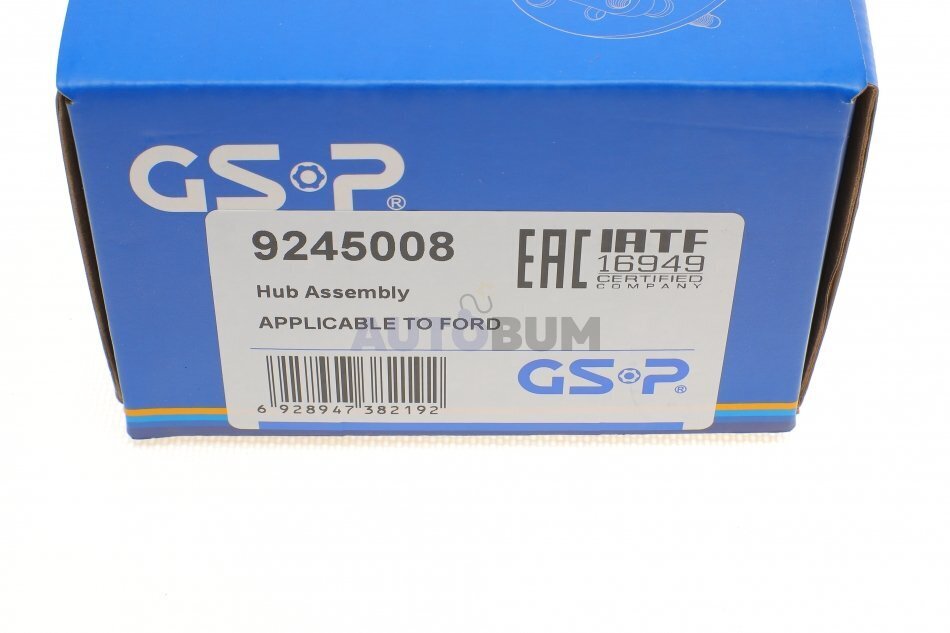 GSP®
9245008
EAC
IATF
16949
CERTIFIED
COMPANY
Hub Assembly
APPLICABLE TO FORD
AUTOBUM
GSP®
6 928947 382192